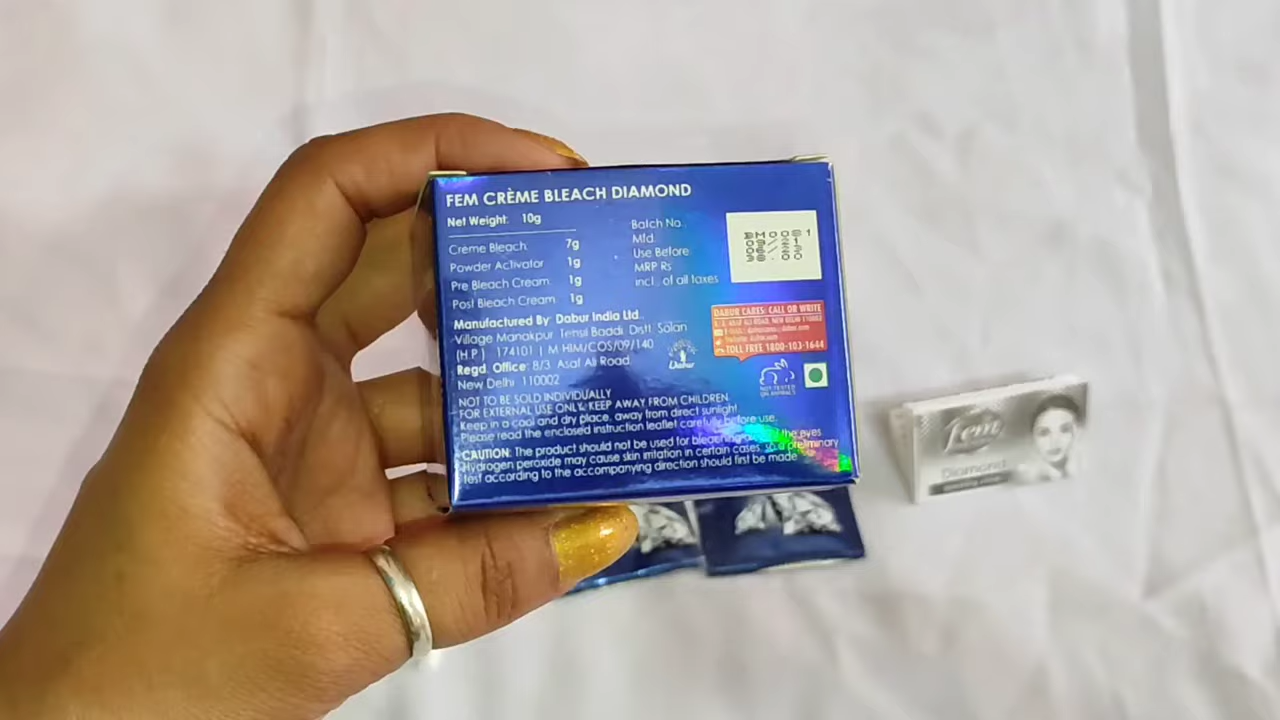 FEM CRÈME BLEACH DIAMOND
Net Weight: 10g
Creme Bleach: 7g
Powder Activator 1g
Pre Bleach Cream 1g
Post Bleach Cream 1g
Batch No.
Mfd.
Use Before
MRP Rs
incl. of all taxes
Manufactured By: Dabur India Ltd.,
Village Manakpur Tehsil Baddi Distt. Solan
(H.P.) 174101 | M HIM/COS/09/140
Regd. Office: 8/3, Asaf Ali Road,
New Delhi 110002
Dabur
DABUR CARES: CALL OR WRITE
TOLL FREE 1800-103-1644
NOT TESTED
ON ANIMALS
NOT TO BE SOLD INDIVIDUALLY
FOR EXTERNAL USE ONLY. KEEP AWAY FROM CHILDREN.
Keep in a cool and dry place, away from direct sunlight.
Please read the enclosed instruction leaflet carefully before use.
CAUTION: The product should not be used for bleaching the eyes
Hydrogen peroxide may cause skin irritation in certain cases, so a preliminary
test according to the accompanying direction should first be made
fem
Diamond